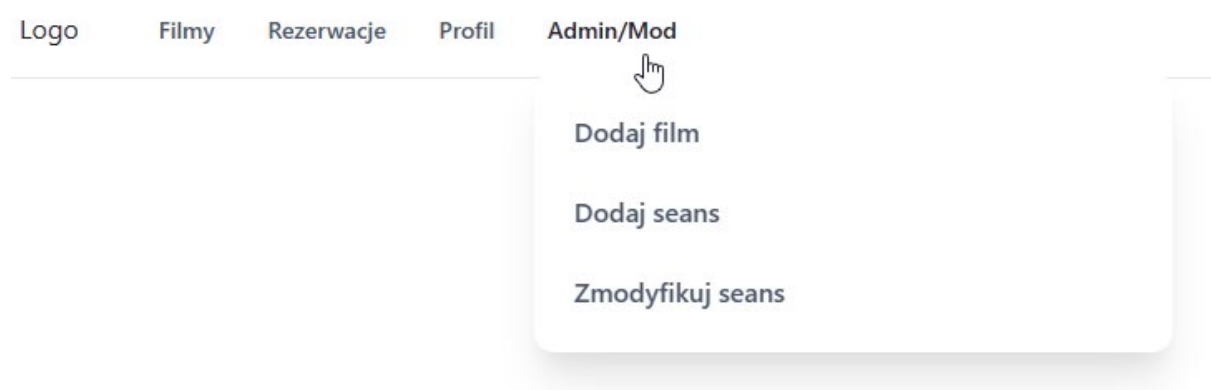 Logo Filmy Rezerwacje Profil Admin/Mod
Dodaj film
Dodaj seans
Zmodyfikuj seans